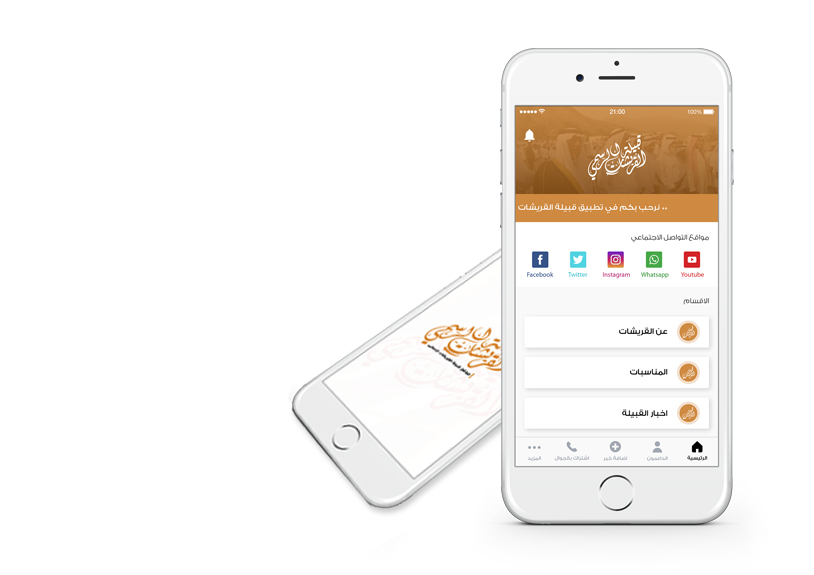 21:00
100%
قبيلة القريشات الرسمي
•• نرحب بكم في تطبيق قبيلة القريشات
مواقع التواصل الاجتماعي
Facebook Twitter Instagram Whatsapp Youtube
الاقسام
عن القريشات
المناسبات
اخبار القبيلة
الرئيسية الداعمون اضافة خبر اشتراك بالجوال المزيد